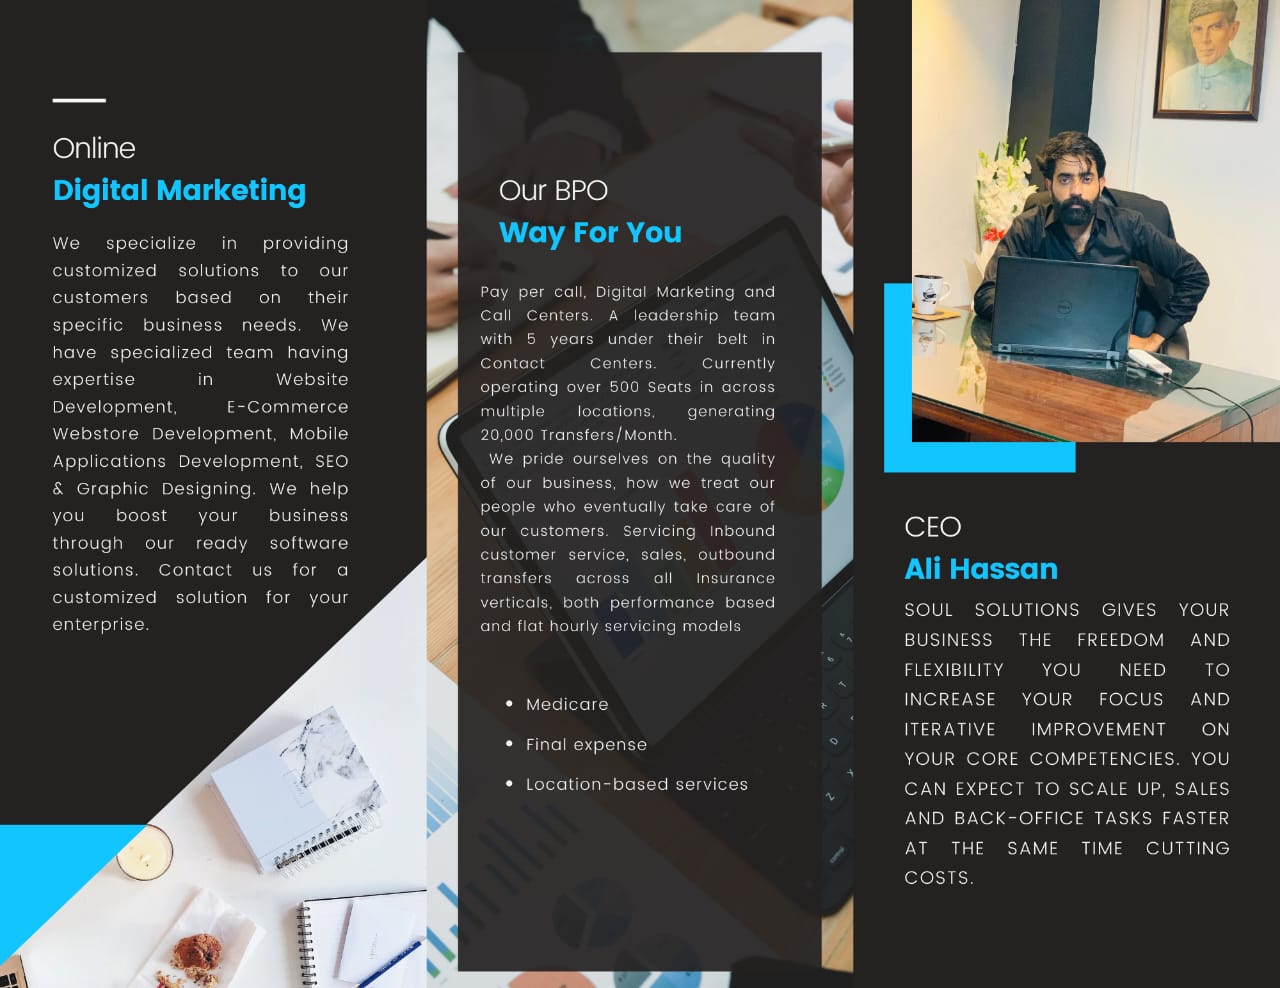 Online
Digital Marketing
We specialize in providing
customized solutions to our
customers based on their
specific business needs. We
have specialized team having
expertise in Website
Development, E-Commerce
Webstore Development, Mobile
Applications Development, SEO
& Graphic Designing. We help
you boost your business
through our ready software
solutions. Contact us for a
customized solution for your
enterprise.
Our BPO
Way For You
Pay per call, Digital Marketing and
Call Centers. A leadership team
with 5 years under their belt in
Contact Centers. Currently
operating over 500 Seats in across
multiple locations, generating
20,000 Transfers/Month.
We pride ourselves on the quality
of our business, how we treat our
people who eventually take care of
our customers. Servicing Inbound
customer service, sales, outbound
transfers across all Insurance
verticals, both performance based
and flat hourly servicing models
• Medicare
• Final expense
• Location-based services
CEO
Ali Hassan
SOUL SOLUTIONS GIVES YOUR
BUSINESS THE FREEDOM AND
FLEXIBILITY YOU NEED TO
INCREASE YOUR FOCUS AND
ITERATIVE IMPROVEMENT ON
YOUR CORE COMPETENCIES. YOU
CAN EXPECT TO SCALE UP, SALES
AND BACK-OFFICE TASKS FASTER
AT THE SAME TIME CUTTING
COSTS.